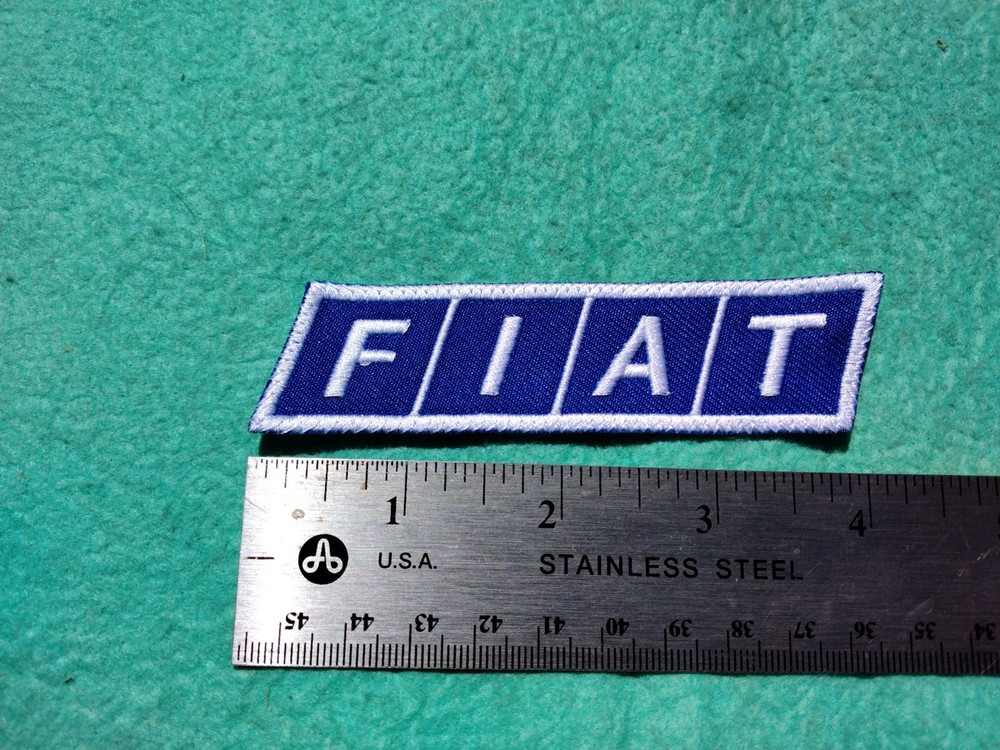 FIAT
1 2 3 4
U.S.A. STAINLESS STEEL
45 44 43 42 41 40 39 38 37 36 35 34